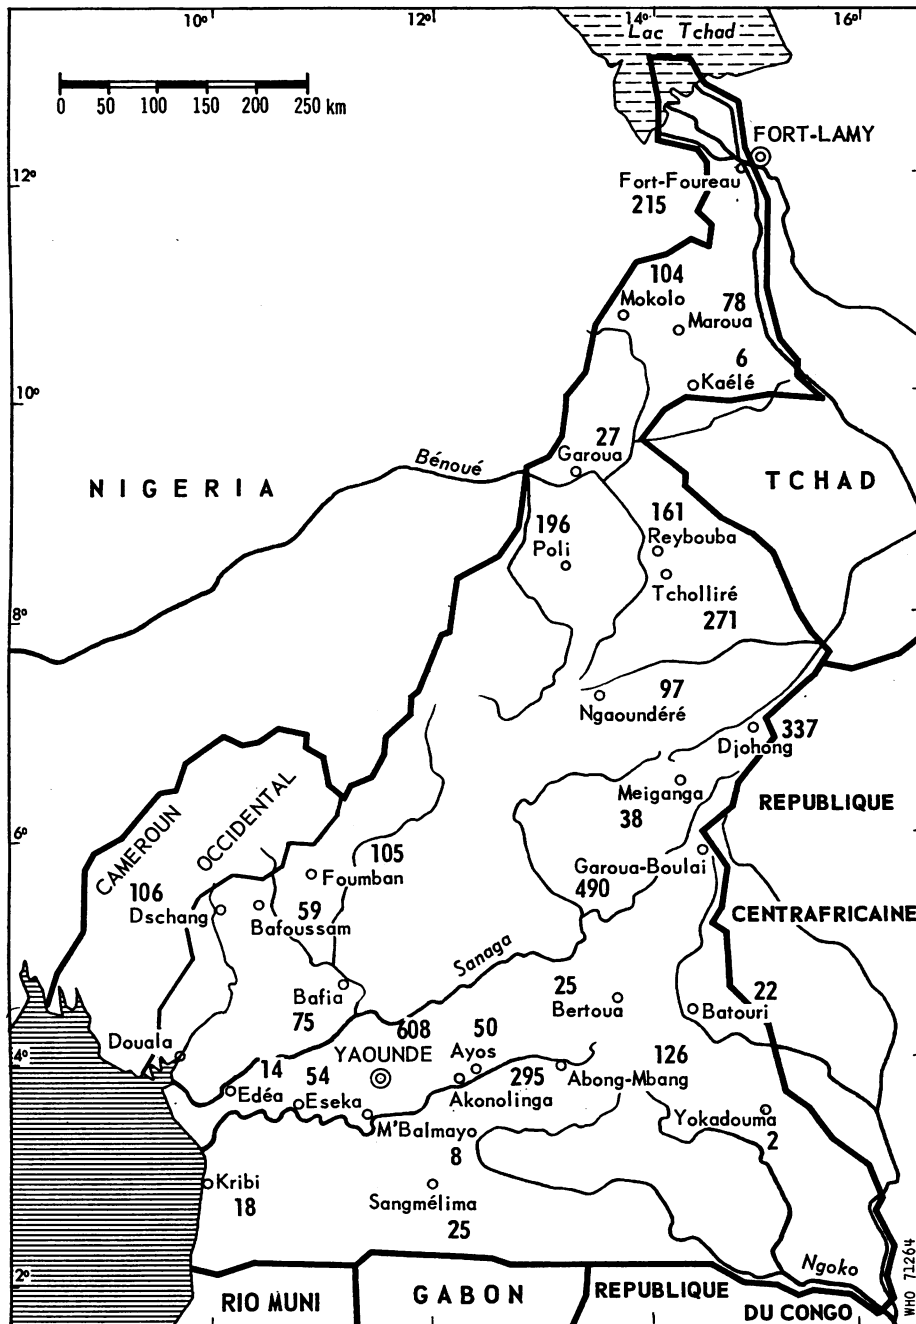 10°
12°
14°
16°
Lac Tchad
0 50 100 150 200 250 km
FORT-LAMY
12°
Fort-Foureau
215
104
Mokolo
78
Maroua
6
Kaélé
10°
27
Garoua
Bénoué
NIGERIA
TCHAD
196
Poli
161
Reybouba
Tcholliré
271
8°
97
Ngaoundéré
337
Djohong
Meiganga
38
REPUBLIQUE
6°
CAMEROUN
OCCIDENTAL
105
Foumban
Garoua-Boulai
490
106
Dschang
59
Bafoussam
CENTRAFRICAINE
Sanaga
Bafia
75
25
Bertoua
22
Batouri
Douala
4°
608
YAOUNDE
50
Ayos
14
Edéa
54
Eseka
295
Akonolinga
126
Abong-Mbang
M'Balmayo
8
Yokadouma
2
Kribi
18
Sangmélima
25
Ngoko
2°
RIO MUNI
GABON
REPUBLIQUE
DU CONGO
WHO 71264